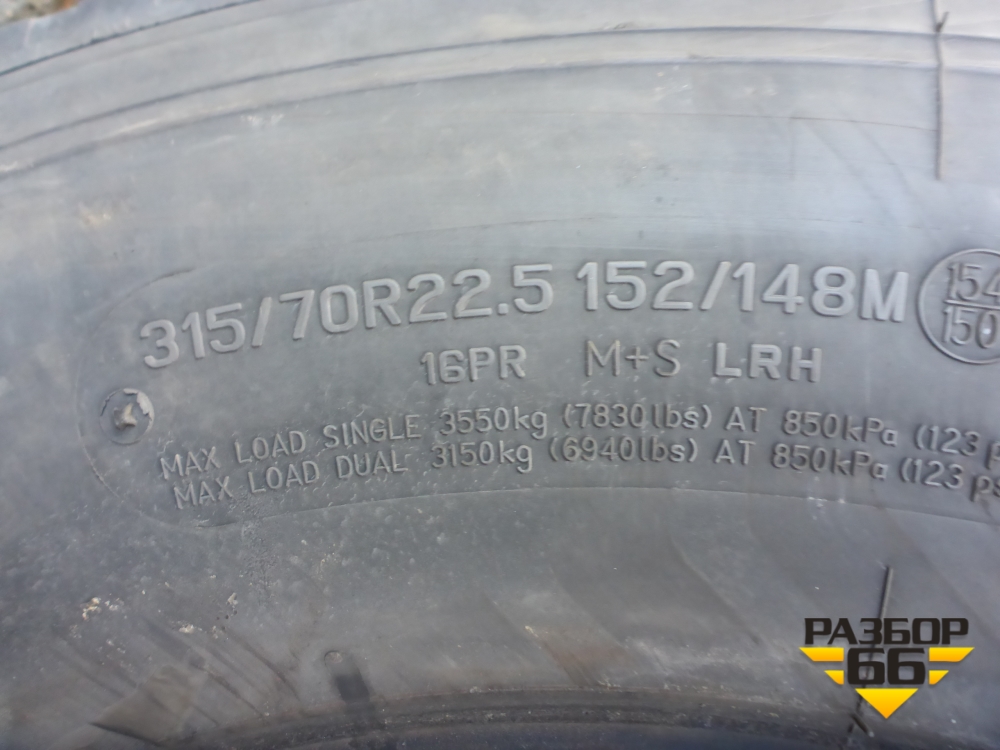 315/70R22.5 152/148M
154
150
16PR M+S LRH
MAX LOAD SINGLE 3550kg (7830lbs) AT 850kPa (123
MAX LOAD DUAL 3150kg (6940lbs) AT 850kPa (123
РАЗБОР
66